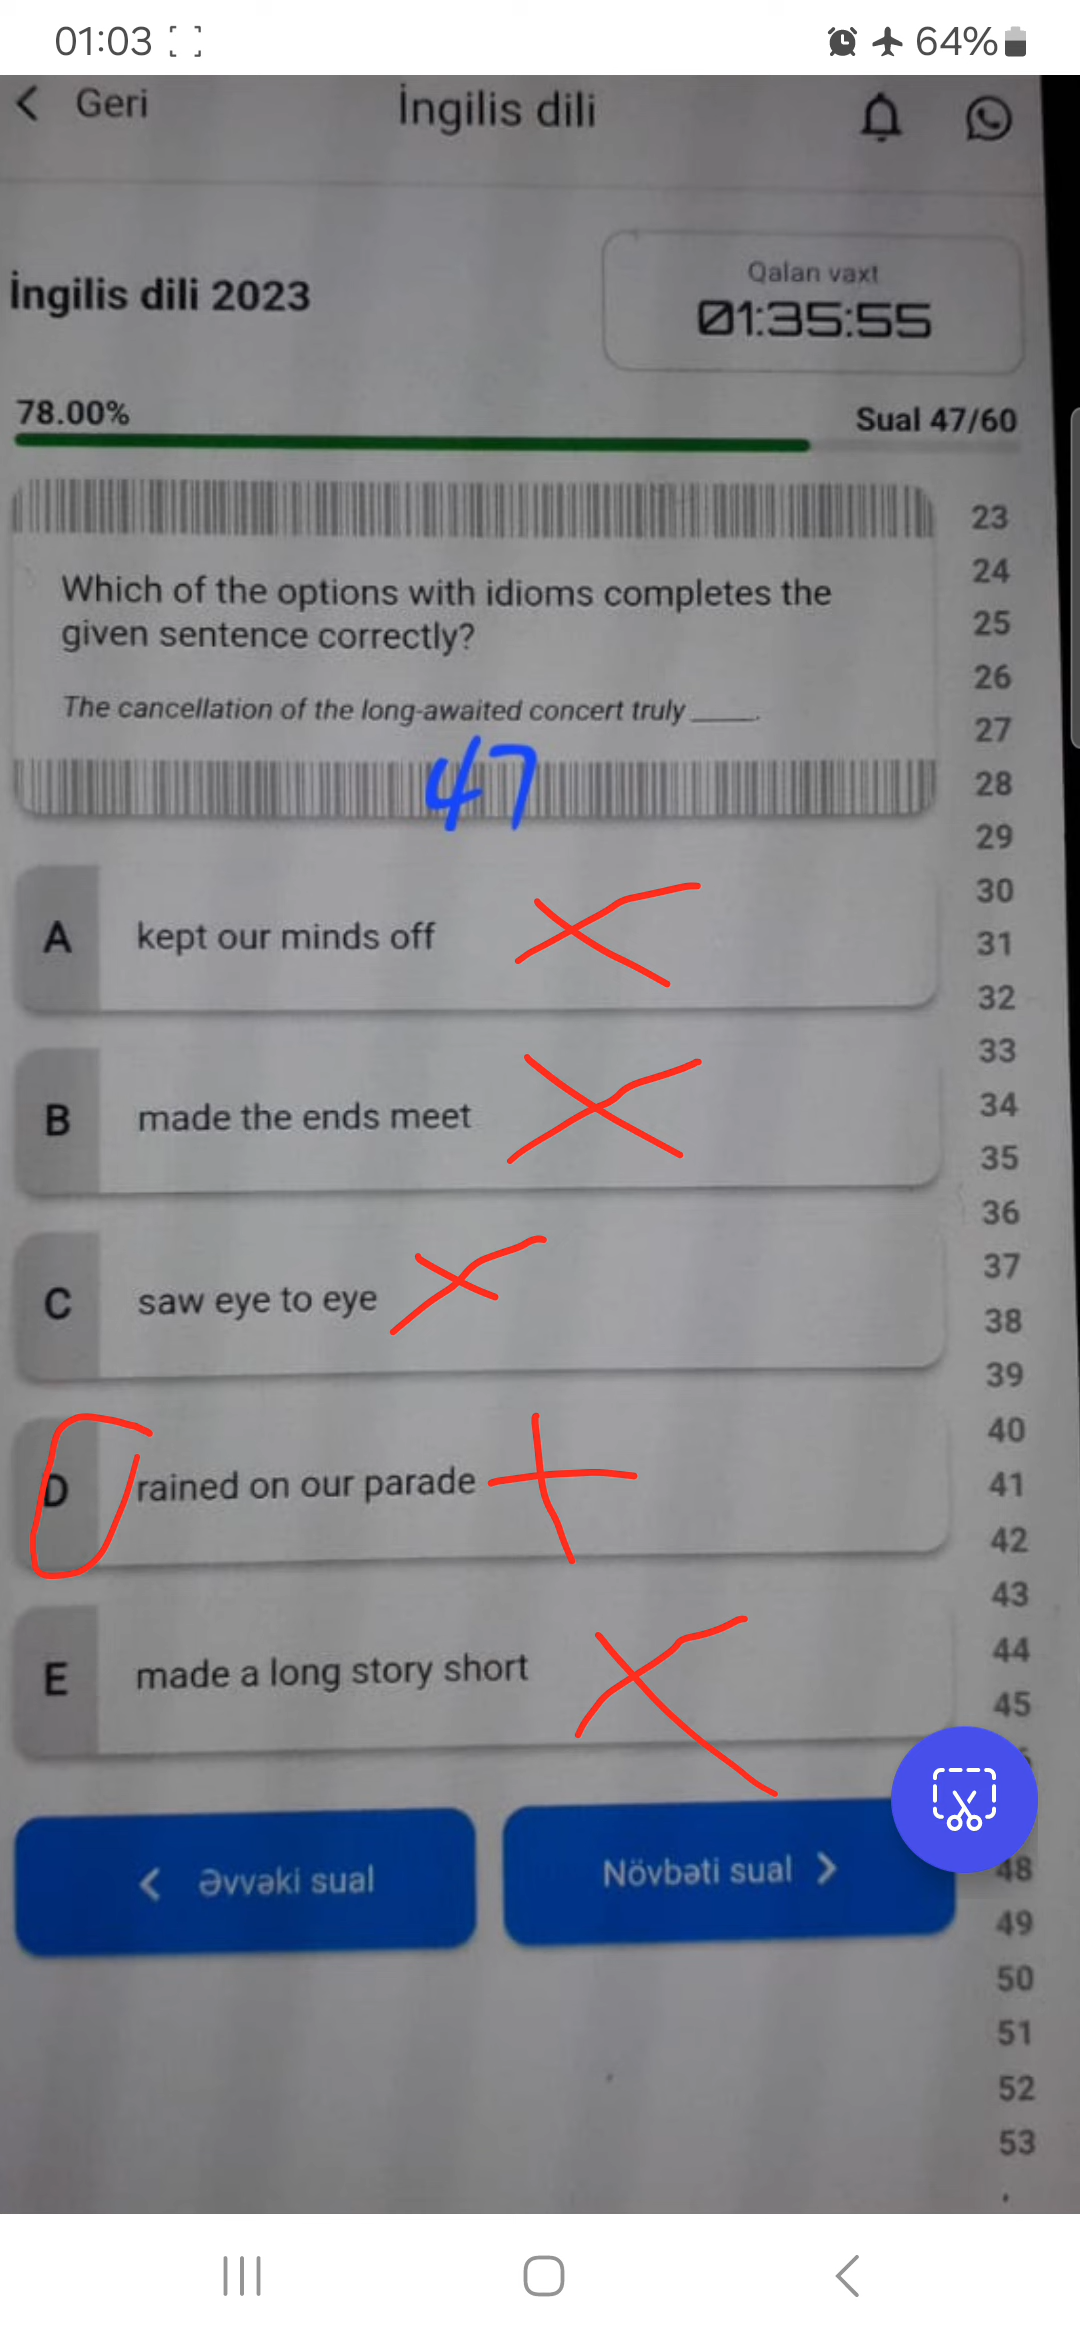 01:03
64%
Geri
İngilis dili
İngilis dili 2023
Qalan vaxt
01:35:55
78.00%
Sual 47/60
Which of the options with idioms completes the
given sentence correctly?
The cancellation of the long-awaited concert truly _____.
47
A kept our minds off
B made the ends meet
C saw eye to eye
D rained on our parade
E made a long story short
Əvvəki sual
Növbəti sual
23
24
25
26
27
28
29
30
31
32
33
34
35
36
37
38
39
40
41
42
43
44
45
48
49
50
51
52
53